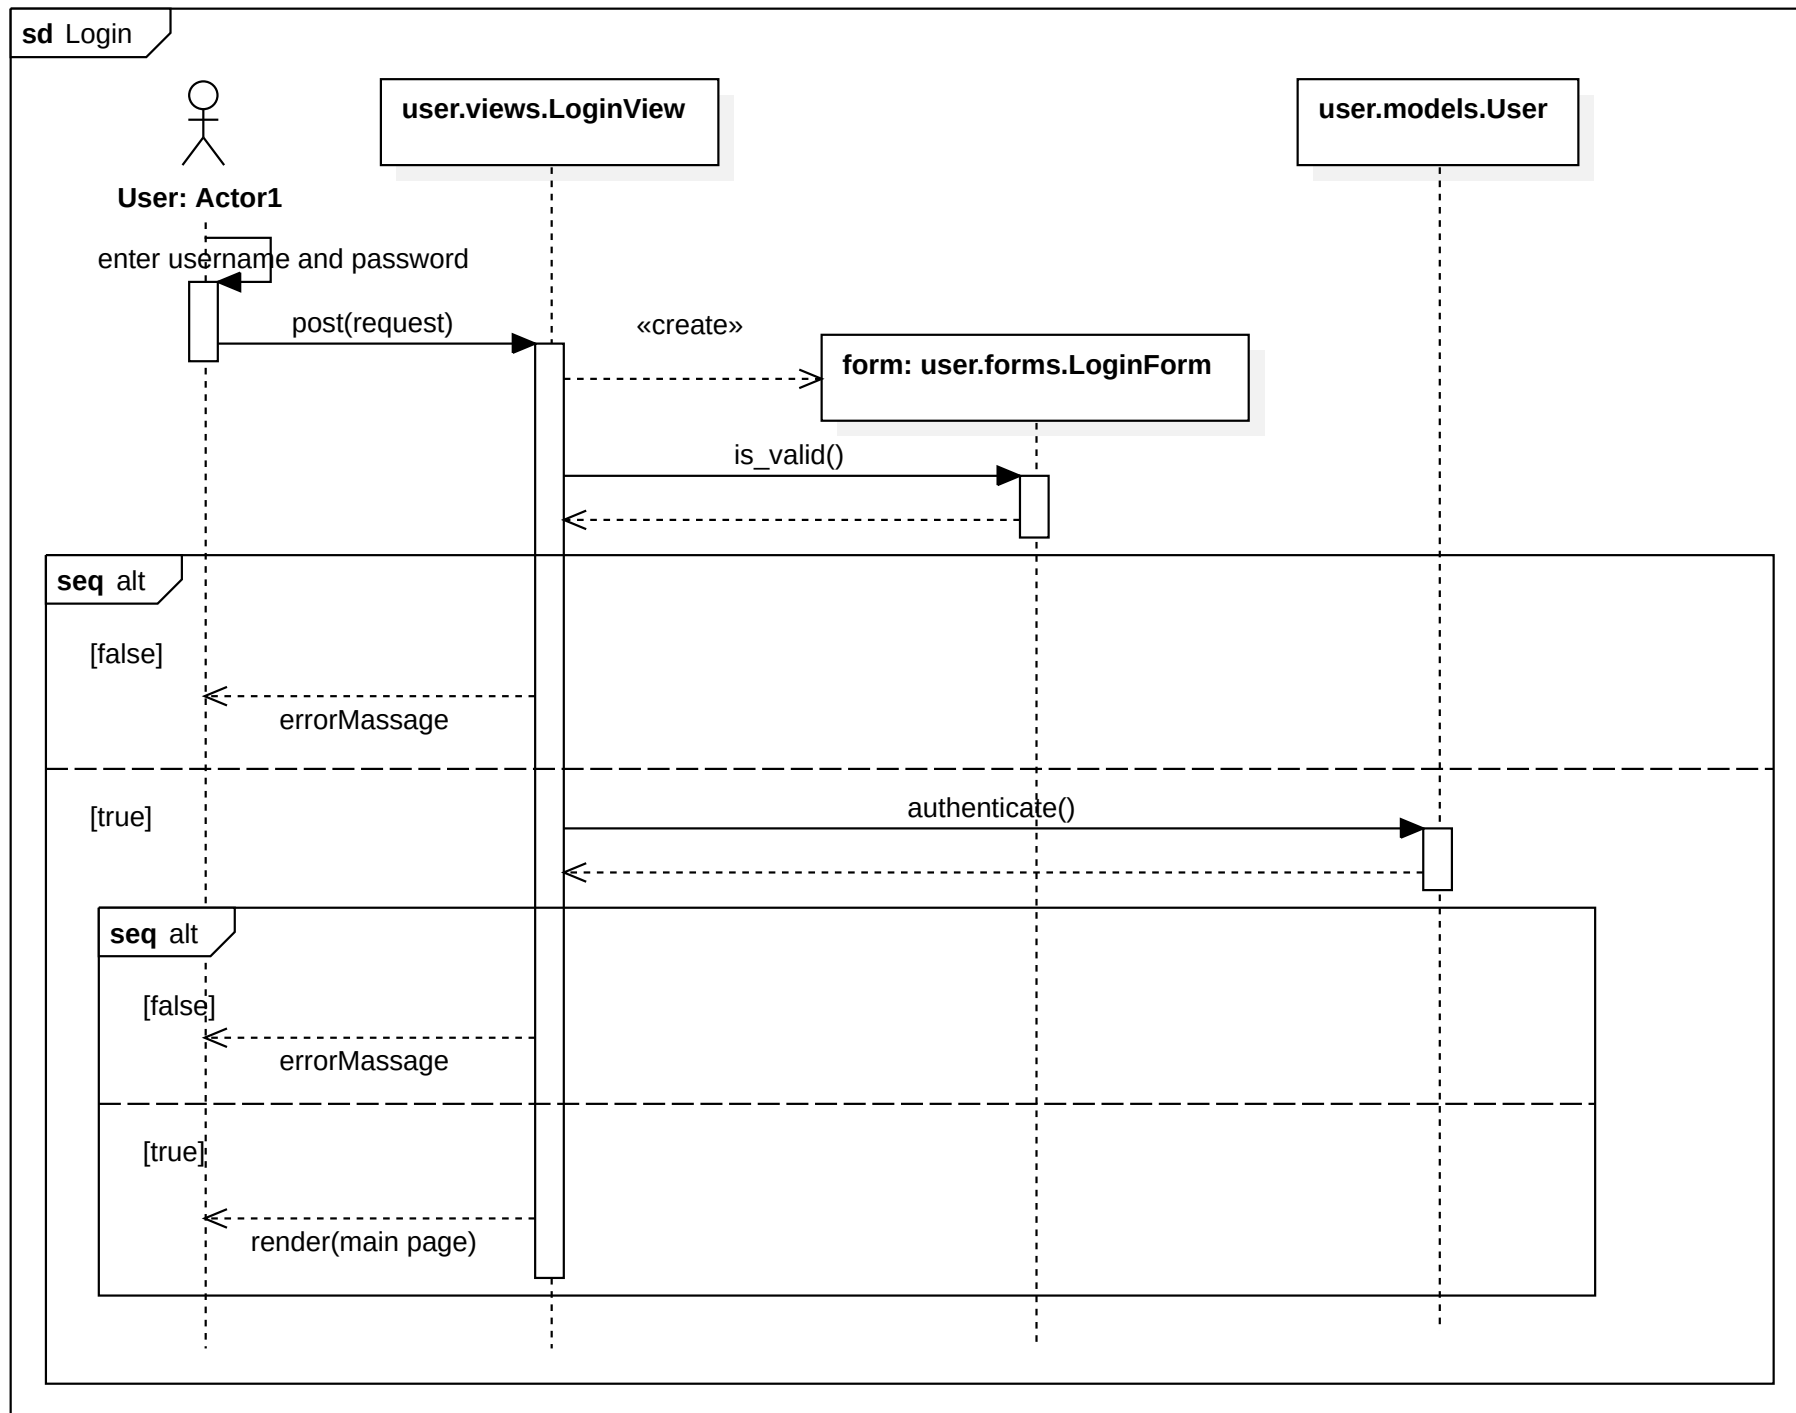 sd Login
user.views.LoginView
user.models.User
User: Actor1
enter username and password
post(request)
«create»
form: user.forms.LoginForm
is_valid()
seq alt
[false]
errorMassage
[true]
authenticate()
seq alt
[false]
errorMassage
[true]
render(main page)